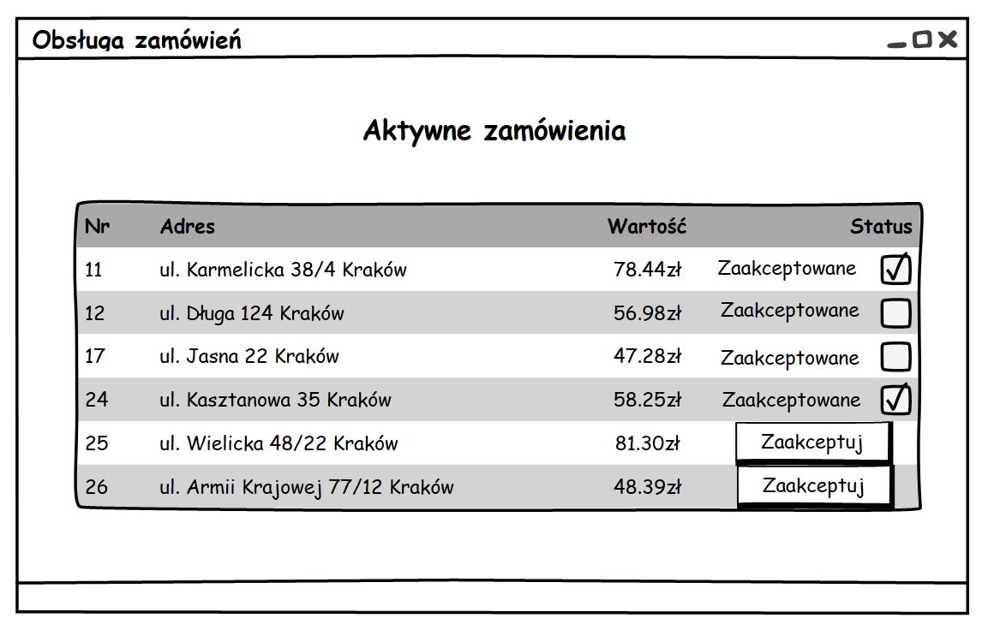 Obsługa zamówień
Aktywne zamówienia
Nr Adres Wartość Status
11 ul. Karmelicka 38/4 Kraków 78.44zł Zaakceptowane
12 ul. Długa 124 Kraków 56.98zł Zaakceptowane
17 ul. Jasna 22 Kraków 47.28zł Zaakceptowane
24 ul. Kasztanowa 35 Kraków 58.25zł Zaakceptowane
25 ul. Wielicka 48/22 Kraków 81.30zł Zaakceptuj
26 ul. Armii Krajowej 77/12 Kraków 48.39zł Zaakceptuj